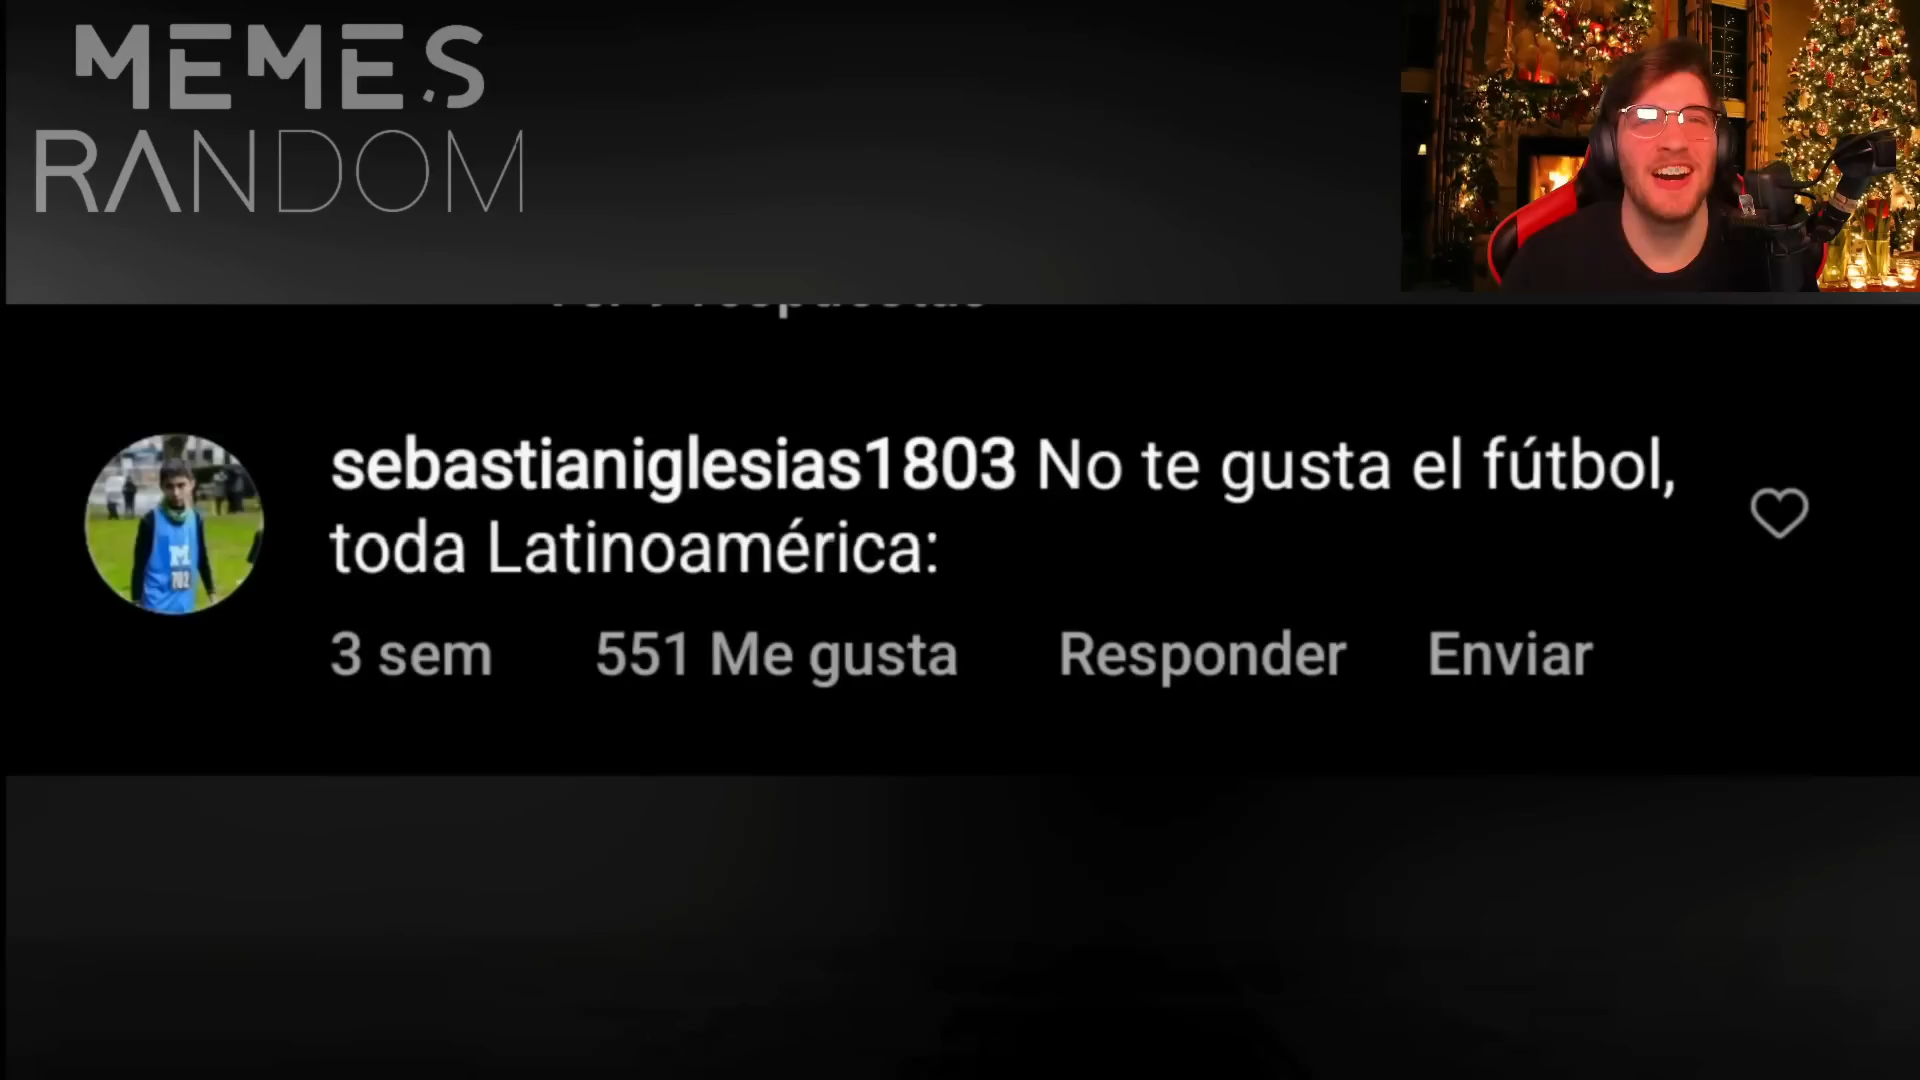 MEMES
RANDOM
sebastianiglesias1803 No te gusta el fútbol,
toda Latinoamérica:
3 sem 551 Me gusta Responder Enviar